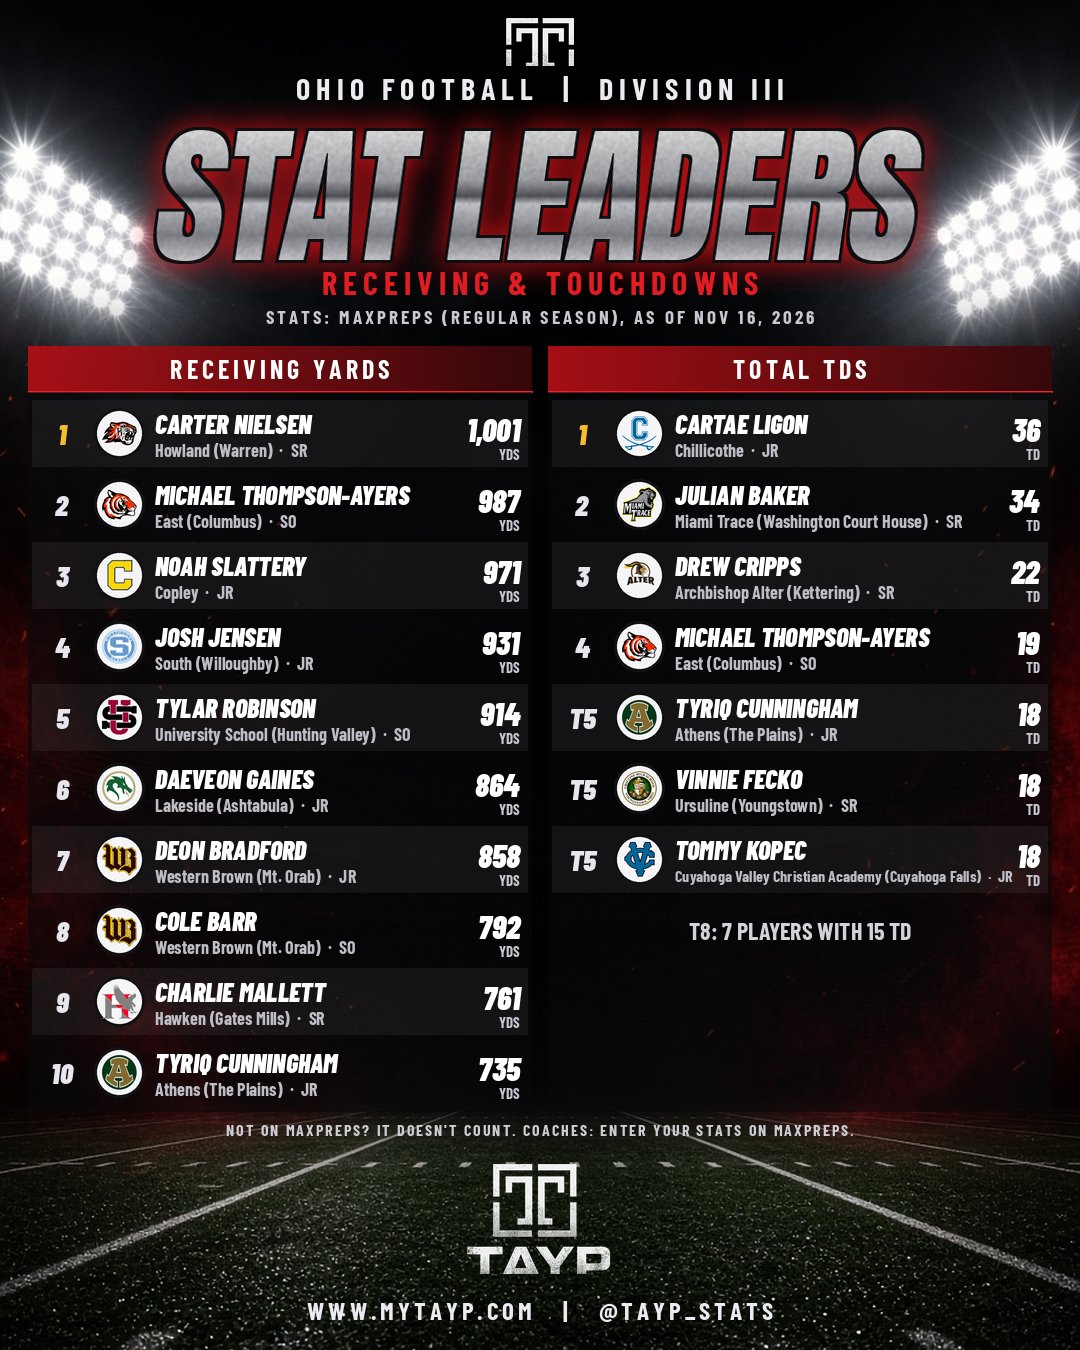 OHIO FOOTBALL | DIVISION III
STAT LEADERS
RECEIVING & TOUCHDOWNS
STATS: MAXPREPS (REGULAR SEASON), AS OF NOV 16, 2026
RECEIVING YARDS
1 CARTER NIELSEN 1,001
Howland (Warren) · SR YDS
2 MICHAEL THOMPSON-AYERS 987
East (Columbus) · SO YDS
3 NOAH SLATTERY 971
Copley · JR YDS
4 JOSH JENSEN 931
South (Willoughby) · JR YDS
5 TYLAR ROBINSON 914
University School (Hunting Valley) · SO YDS
6 DAEVEON GAINES 864
Lakeside (Ashtabula) · JR YDS
7 DEON BRADFORD 858
Western Brown (Mt. Orab) · JR YDS
8 COLE BARR 792
Western Brown (Mt. Orab) · SO YDS
9 CHARLIE MALLETT 761
Hawken (Gates Mills) · SR YDS
10 TYRIQ CUNNINGHAM 735
Athens (The Plains) · JR YDS
TOTAL TDS
1 CARTAE LIGON 36
Chillicothe · JR TD
2 JULIAN BAKER 34
Miami Trace (Washington Court House) · SR TD
3 DREW CRIPPS 22
Archbishop Alter (Kettering) · SR TD
4 MICHAEL THOMPSON-AYERS 19
East (Columbus) · SO TD
T5 TYRIQ CUNNINGHAM 18
Athens (The Plains) · JR TD
T5 VINNIE FECKO 18
Ursuline (Youngstown) · SR TD
T5 TOMMY KOPEC 18
Cuyahoga Valley Christian Academy (Cuyahoga Falls) · JR TD
T8: 7 PLAYERS WITH 15 TD
NOT ON MAXPREPS? IT DOESN'T COUNT. COACHES: ENTER YOUR STATS ON MAXPREPS.
TAYP
WWW.MYTAYP.COM | @TAYP_STATS